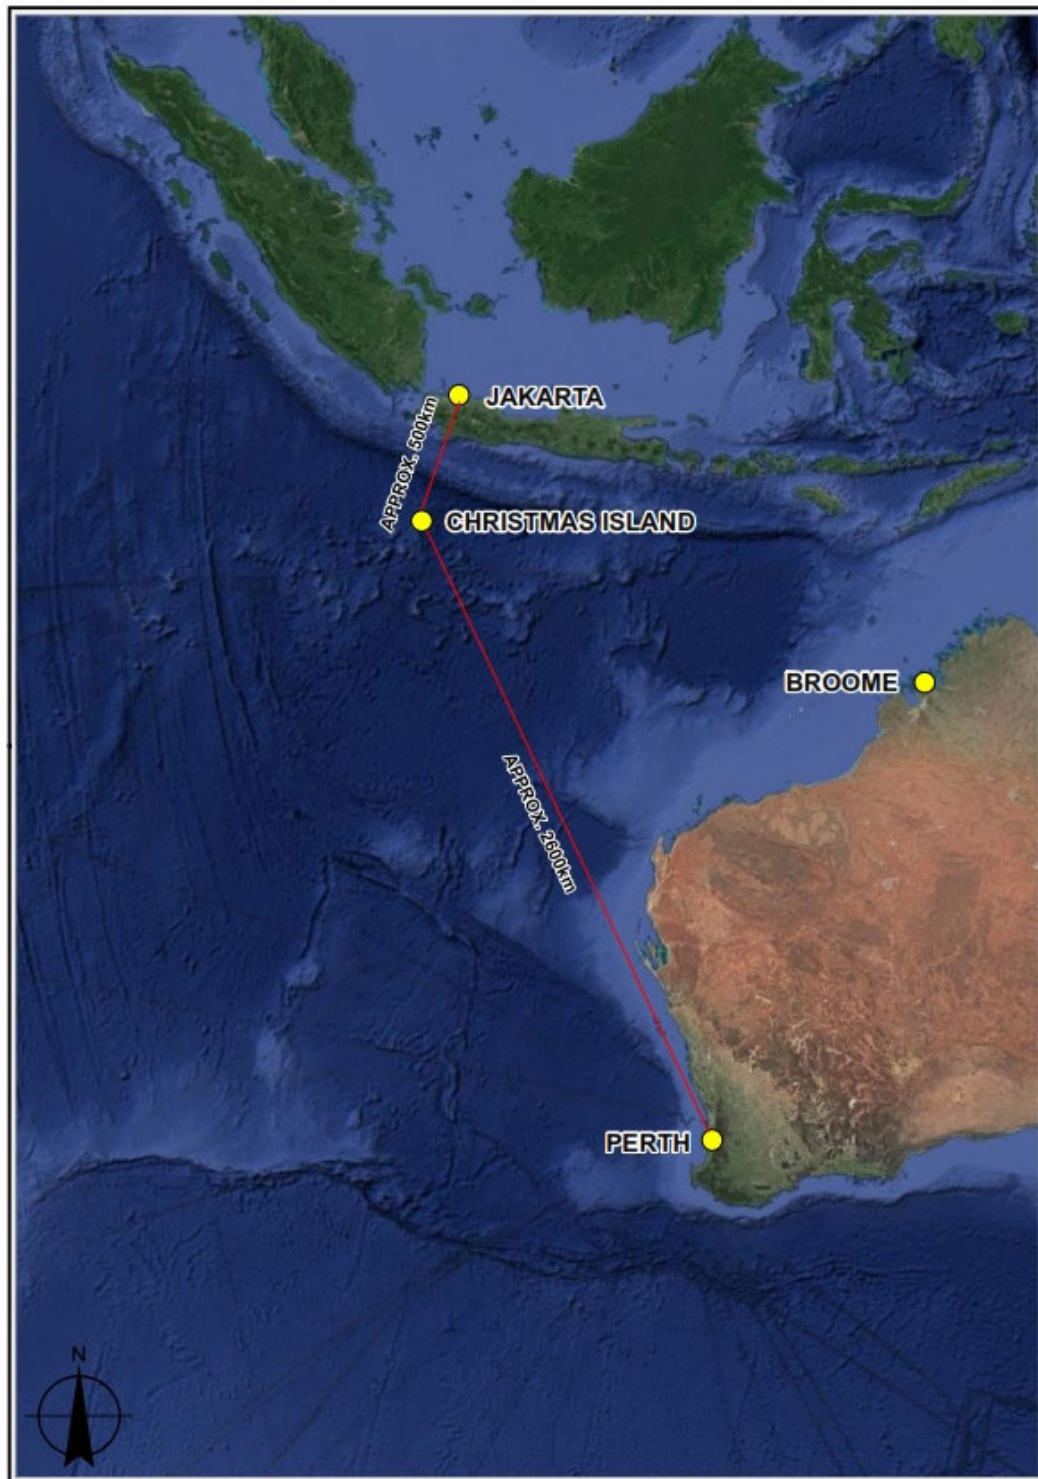 JAKARTA
APPROX. 500km
CHRISTMAS ISLAND
BROOME
APPROX. 2600km
PERTH
N